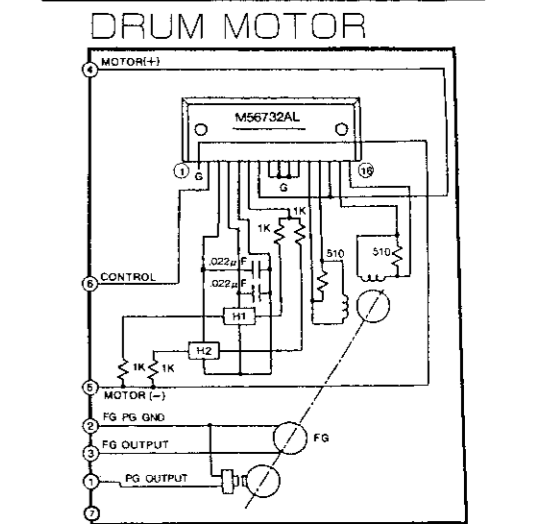 DRUM MOTOR
4 MOTOR(+)
M56732AL
1 G G 16
1K 1K
510 510
.022µF
6 CONTROL
.022µF
H1
H2
1K 1K
5
MOTOR (-)
2 FG PG GND
FG
3 FG OUTPUT
1 PG OUTPUT
7